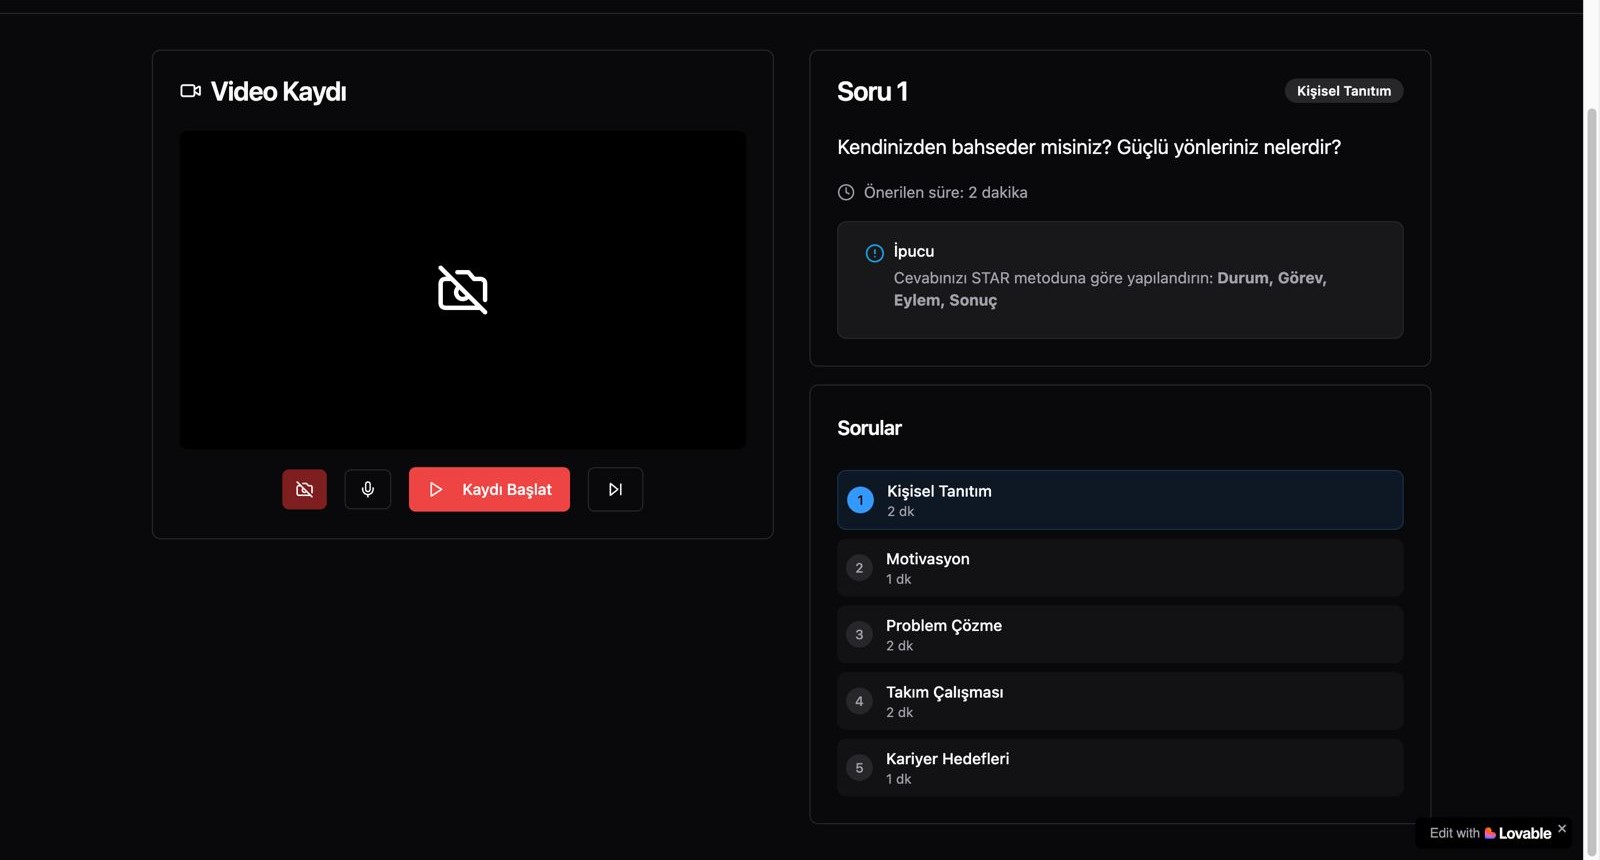 Video Kaydı
Kaydı Başlat
Soru 1
Kişisel Tanıtım
Kendinizden bahseder misiniz? Güçlü yönleriniz nelerdir?
Önerilen süre: 2 dakika
İpucu
Cevabınızı STAR metoduna göre yapılandırın: Durum, Görev,
Eylem, Sonuç
Sorular
1
Kişisel Tanıtım
2 dk
2
Motivasyon
1 dk
3
Problem Çözme
2 dk
4
Takım Çalışması
2 dk
5
Kariyer Hedefleri
1 dk
Edit with Lovable